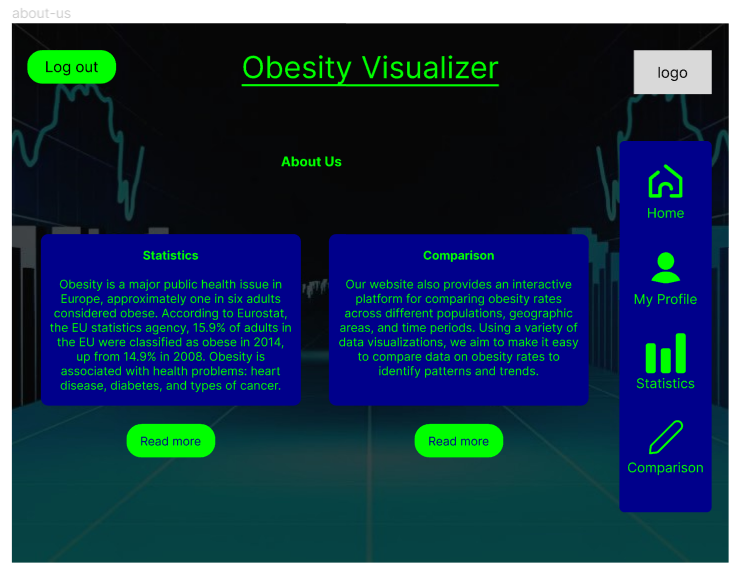 about-us
Log out
Obesity Visualizer
logo
About Us
Statistics
Obesity is a major public health issue in
Europe, approximately one in six adults
considered obese. According to Eurostat,
the EU statistics agency, 15.9% of adults in
the EU were classified as obese in 2014,
up from 14.9% in 2008. Obesity is
associated with health problems: heart
disease, diabetes, and types of cancer.
Read more
Comparison
Our website also provides an interactive
platform for comparing obesity rates
across different populations, geographic
areas, and time periods. Using a variety of
data visualizations, we aim to make it easy
to compare data on obesity rates to
identify patterns and trends.
Read more
Home
My Profile
Statistics
Comparison